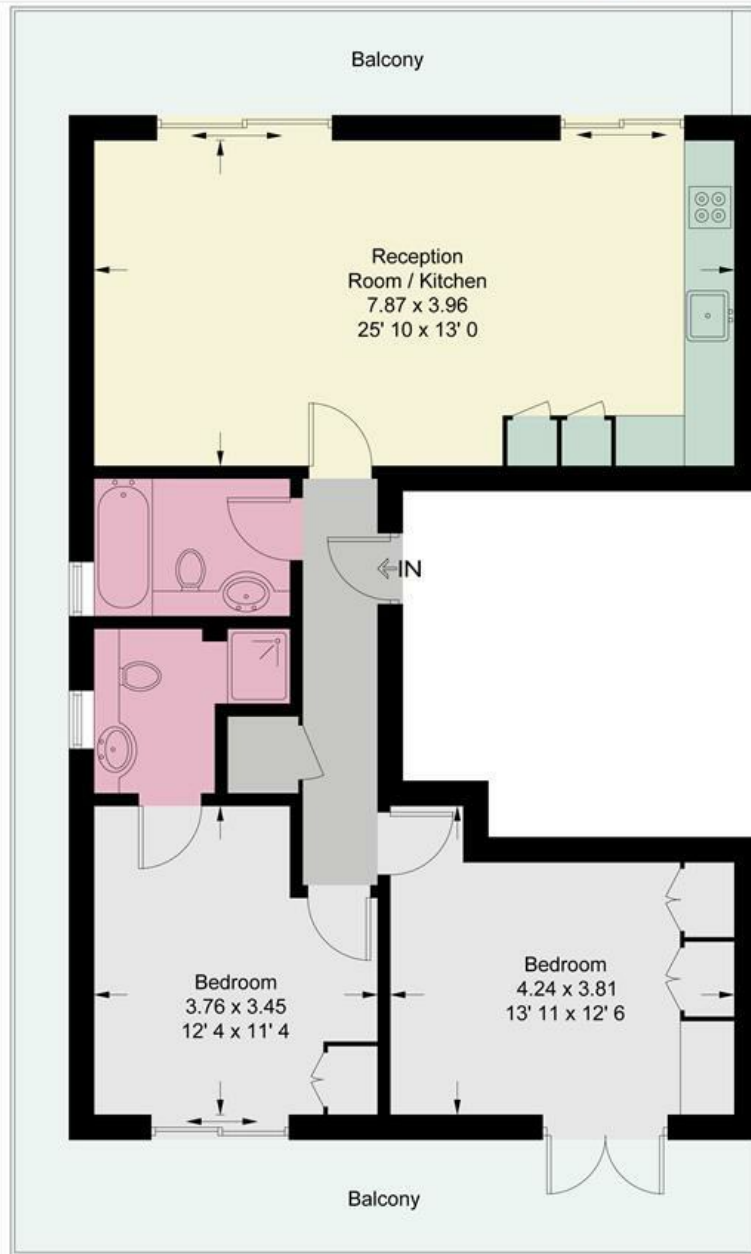 Balcony
Reception
Room / Kitchen
7.87 x 3.96
25' 10 x 13' 0
IN
Bedroom
3.76 x 3.45
12' 4 x 11' 4
Bedroom
4.24 x 3.81
13' 11 x 12' 6
Balcony